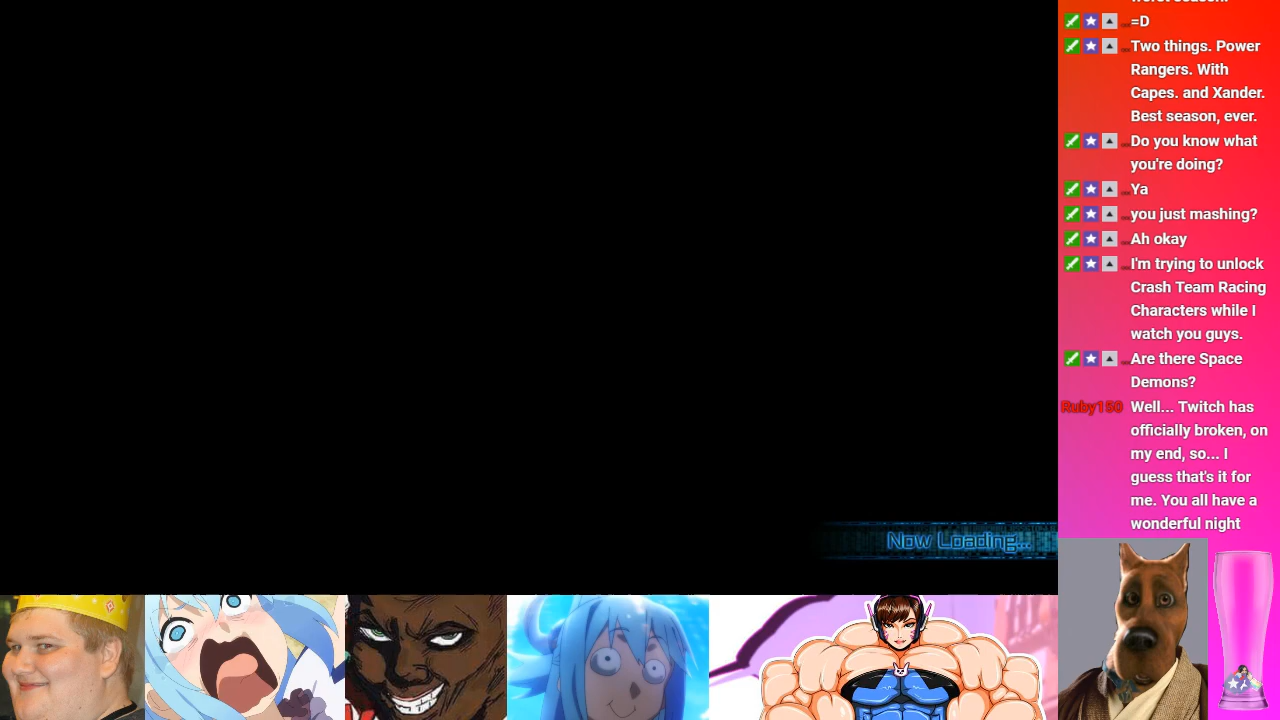 =D
Two things. Power
Rangers. With
Capes. and Xander.
Best season, ever.
Do you know what
you're doing?
Ya
you just mashing?
Ah okay
I'm trying to unlock
Crash Team Racing
Characters while I
watch you guys.
Are there Space
Demons?
Ruby150 Well... Twitch has
officially broken, on
my end, so... I
guess that's it for
me. You all have a
wonderful night
Now Loading...